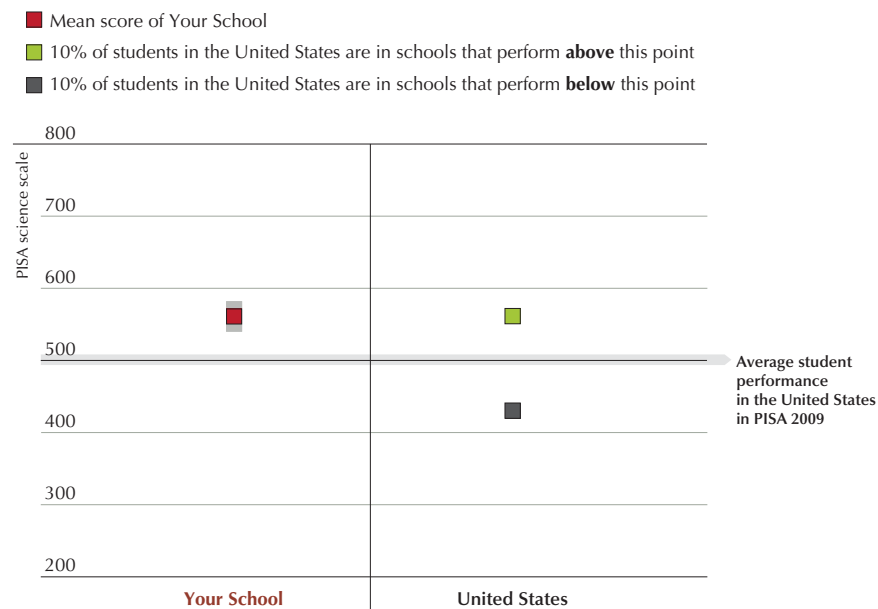 Mean score of Your School
10% of students in the United States are in schools that perform above this point
10% of students in the United States are in schools that perform below this point
PISA science scale
800
700
600
500
400
300
200
Average student
performance
in the United States
in PISA 2009
Your School
United States